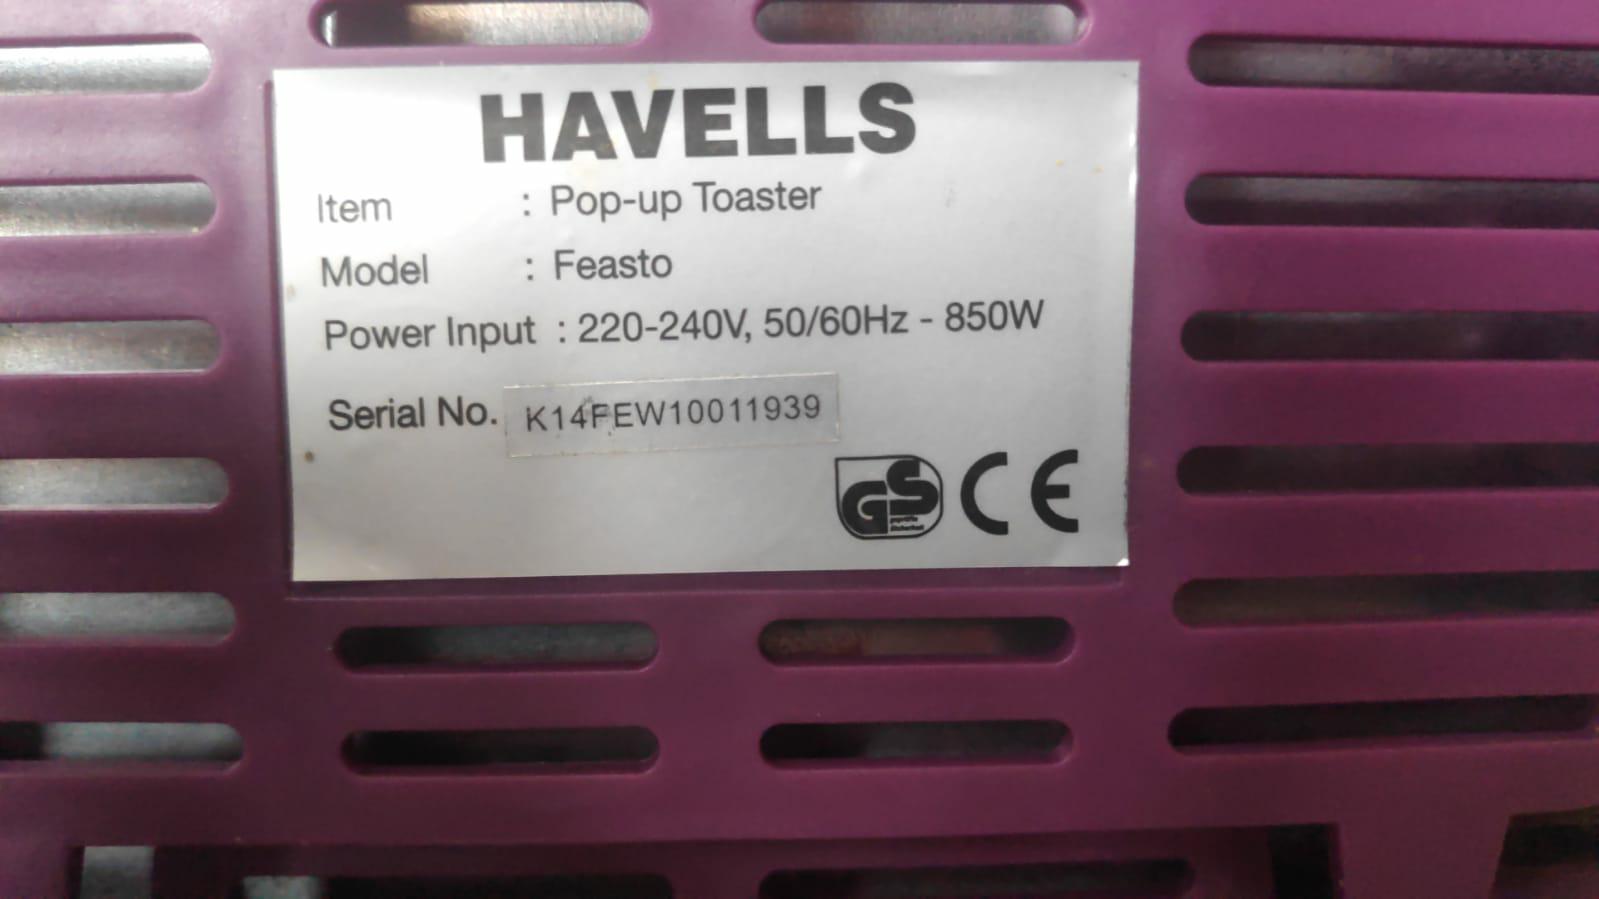 HAVELLS
Item : Pop-up Toaster
Model : Feasto
Power Input : 220-240V, 50/60Hz - 850W
Serial No. K14FEW10011939
GS CE